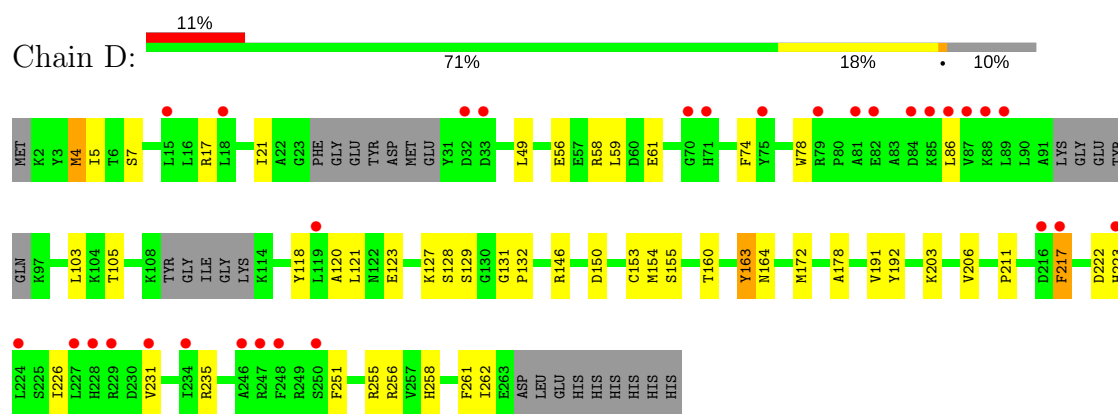 11%
Chain D:
71% 18% • 10%
MET K2 Y3 M4 I5 T6 S7 L15 L16 R17 L18 I21 A22 G23 PHE GLY GLU TYR ASP MET GLU Y31 D32 D33 L49 E56 E57 R58 L59 D60 E61 G70 H71 F74 Y75 W78 R79 P80 A81 E82 A83 D84 K85 L86 V87 K88 L89 L90 A91 LYS GLY GLU TYR
GLN K97 L103 K104 T105 K108 TYR GLY ILE GLY LYS K114 Y118 L119 A120 L121 N122 E123 K127 S128 S129 G130 G131 P132 R146 D150 C153 M154 S155 T160 Y163 N164 M172 A178 V191 Y192 K203 V206 P211 D216 F217 D222 H223
L224 S225 I226 L227 H228 R229 D230 V231 I234 R235 A246 R247 F248 R249 S250 F251 R255 R256 V257 H258 F261 I262 E263 ASP LEU GLU HIS HIS HIS HIS HIS HIS